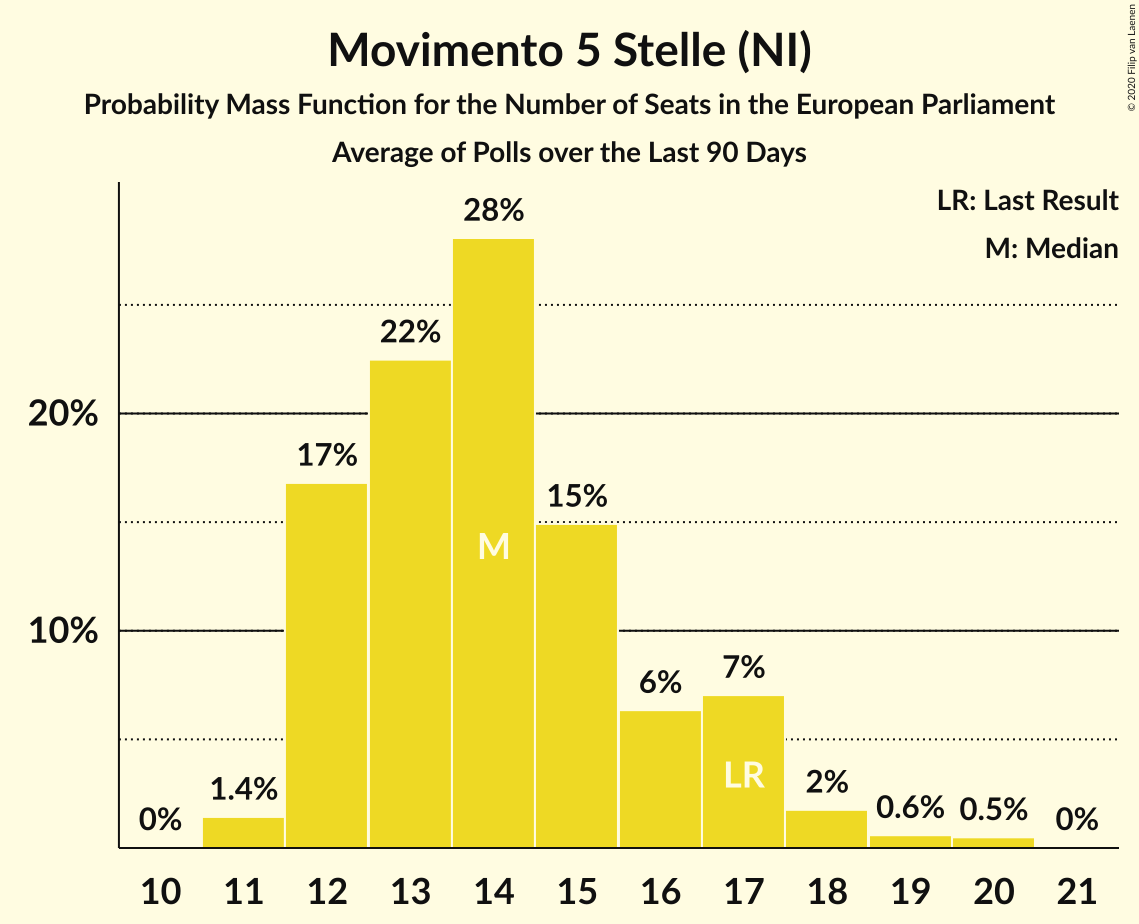 Movimento 5 Stelle (NI)
Probability Mass Function for the Number of Seats in the European Parliament
Average of Polls over the Last 90 Days
© 2020 Filip van Laenen
LR: Last Result
M: Median
20%
10%
0%
1.4%
17%
22%
28%
15%
6%
7%
2%
0.6%
0.5%
0%
M
LR
10 11 12 13 14 15 16 17 18 19 20 21